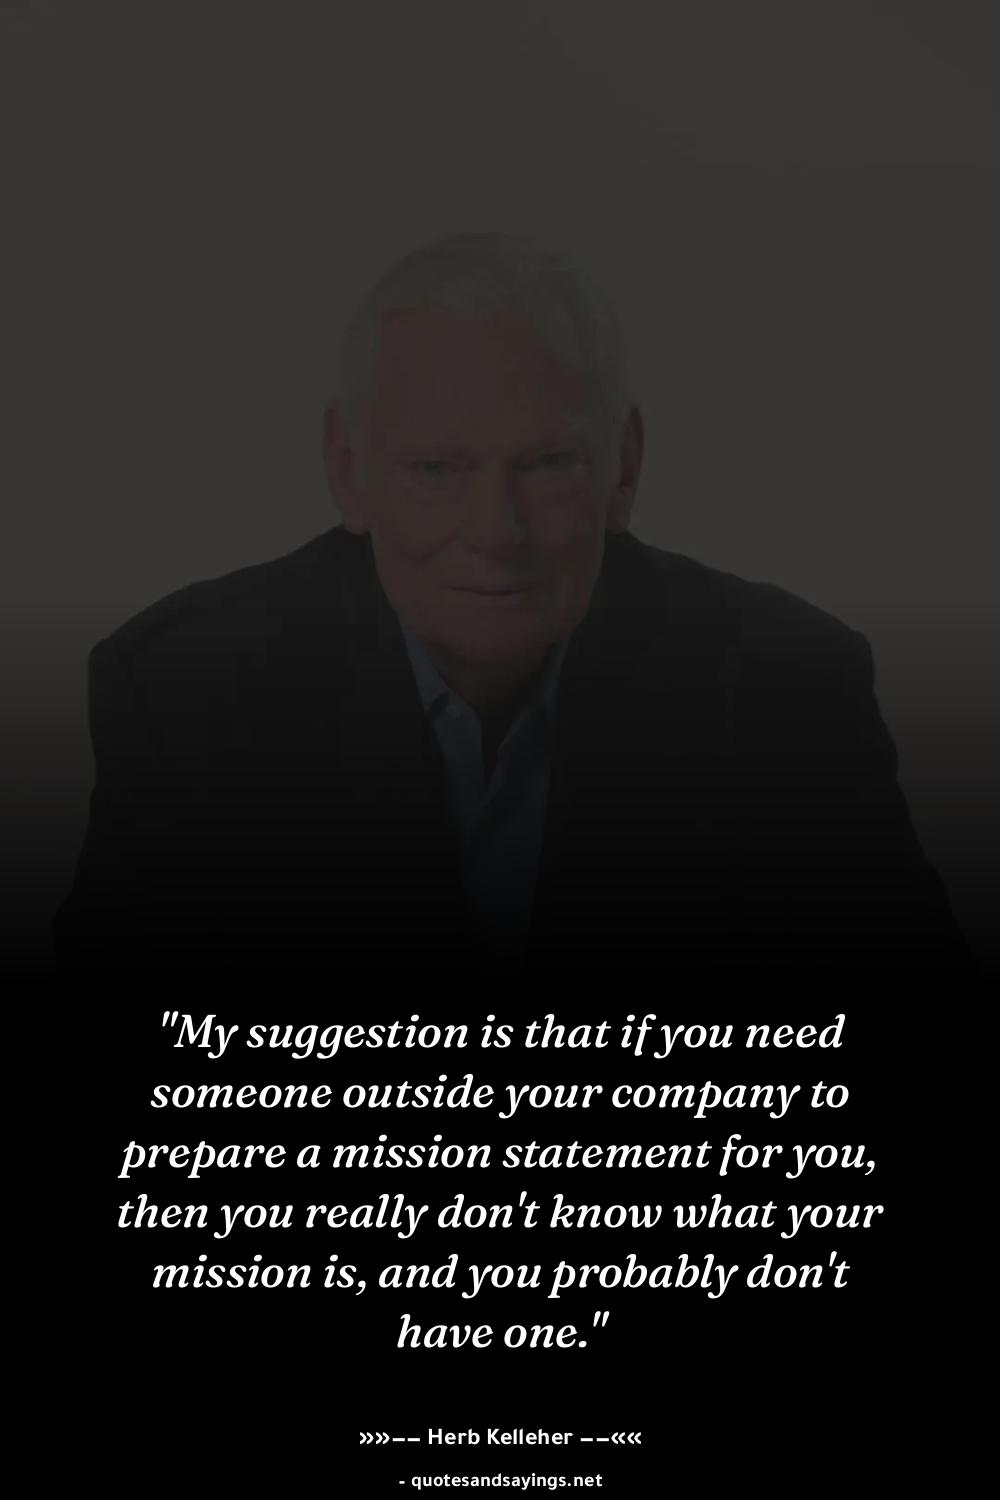 "My suggestion is that if you need
someone outside your company to
prepare a mission statement for you,
then you really don't know what your
mission is, and you probably don't
have one."
»»−− Herb Kelleher −−««
- quotesandsayings.net